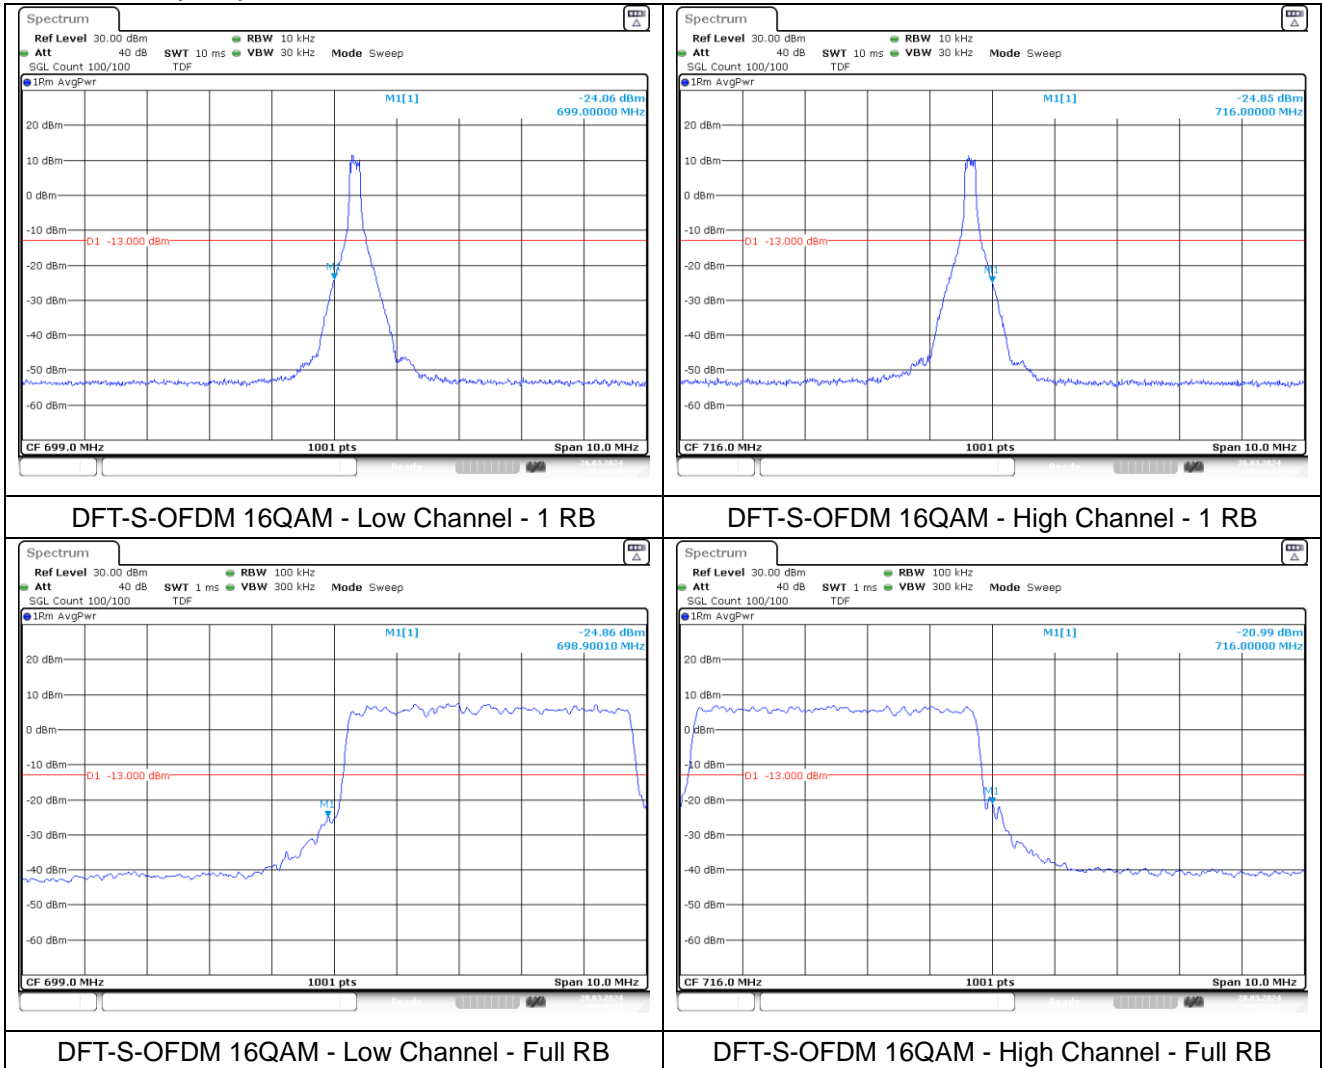 Spectrum
Ref Level 30.00 dBm RBW 10 kHz
Att 40 dB SWT 10 ms VBW 30 kHz Mode Sweep
SGL Count 100/100 TDF
1Rm AvgPwr
M1[1] -24.06 dBm
699.00000 MHz
20 dBm
10 dBm
0 dBm
-10 dBm
D1 -13.000 dBm
-20 dBm
M1
-30 dBm
-40 dBm
-50 dBm
-60 dBm
CF 699.0 MHz 1001 pts Span 10.0 MHz
Spectrum
Ref Level 30.00 dBm RBW 10 kHz
Att 40 dB SWT 10 ms VBW 30 kHz Mode Sweep
SGL Count 100/100 TDF
1Rm AvgPwr
M1[1] -24.85 dBm
716.00000 MHz
20 dBm
10 dBm
0 dBm
-10 dBm
D1 -13.000 dBm
-20 dBm
M1
-30 dBm
-40 dBm
-50 dBm
-60 dBm
CF 716.0 MHz 1001 pts Span 10.0 MHz
DFT-S-OFDM 16QAM - Low Channel - 1 RB
DFT-S-OFDM 16QAM - High Channel - 1 RB
Spectrum
Ref Level 30.00 dBm RBW 100 kHz
Att 40 dB SWT 1 ms VBW 300 kHz Mode Sweep
SGL Count 100/100 TDF
1Rm AvgPwr
M1[1] -24.86 dBm
698.90010 MHz
20 dBm
10 dBm
0 dBm
-10 dBm
D1 -13.000 dBm
-20 dBm
M1
-30 dBm
-40 dBm
-50 dBm
-60 dBm
CF 699.0 MHz 1001 pts Span 10.0 MHz
Spectrum
Ref Level 30.00 dBm RBW 100 kHz
Att 40 dB SWT 1 ms VBW 300 kHz Mode Sweep
SGL Count 100/100 TDF
1Rm AvgPwr
M1[1] -20.99 dBm
716.00000 MHz
20 dBm
10 dBm
0 dBm
-10 dBm
D1 -13.000 dBm
-20 dBm
M1
-30 dBm
-40 dBm
-50 dBm
-60 dBm
CF 716.0 MHz 1001 pts Span 10.0 MHz
DFT-S-OFDM 16QAM - Low Channel - Full RB
DFT-S-OFDM 16QAM - High Channel - Full RB